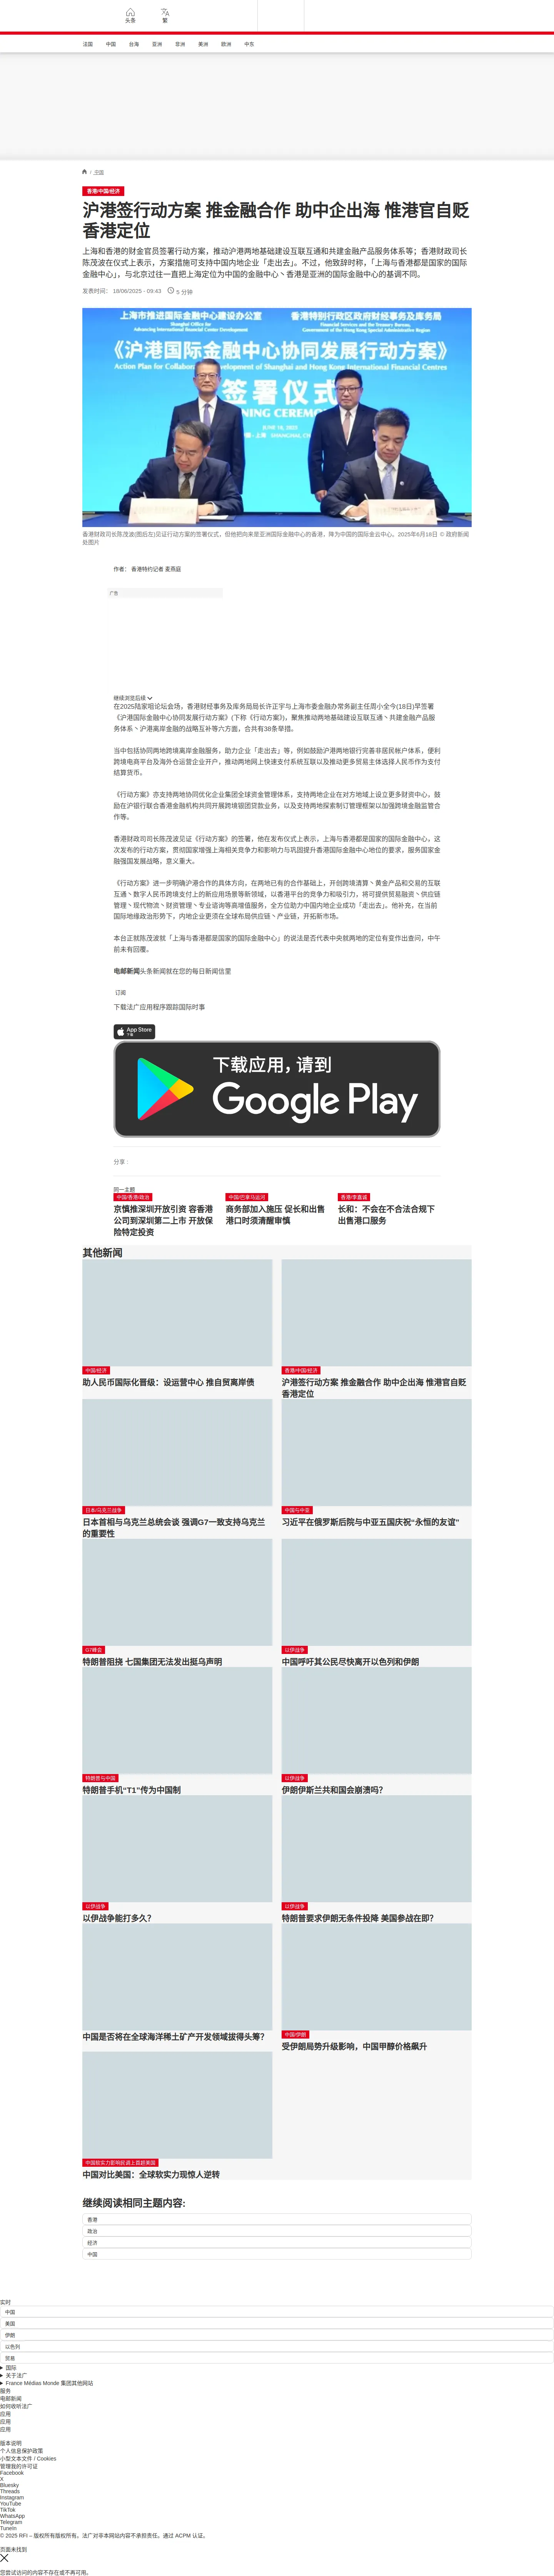 头条
繁
法国 中国 台海 亚洲 非洲 美洲 欧洲 中东
/ 中国
香港/中国/经济
沪港签行动方案 推金融合作 助中企出海 惟港官自贬
香港定位
上海和香港的财金官员签署行动方案，推动沪港两地基础建设互联互通和共建金融产品服务体系等；香港财政司长
陈茂波在仪式上表示，方案措施可支持中国内地企业「走出去」。不过，他致辞时称，「上海与香港都是国家的国际
金融中心」，与北京过往一直把上海定位为中国的金融中心丶香港是亚洲的国际金融中心的基调不同。
发表时间： 18/06/2025 - 09:43 5 分钟
上海市推进国际金融中心建设办公室 香港特别行政区政府财经事务及库务局
Shanghai Office for Financial Services and the Treasury Bureau,
《沪港国际金融中心协同发展行动方案》
Action Plan for Collaborative Development of Shanghai and Hong Kong International Financial Centres
签署仪式
香港财政司长陈茂波(图后左)见证行动方案的签署仪式，但他把向来是亚洲国际金融中心的香港，降为中国的国际金业中心。2025年6月18日 © 政府新闻
处图片
作者： 香港特约记者 麦燕庭
广告
继续浏览后续
在2025陆家咀论坛会场，香港财经事务及库务局局长许正宇与上海市委金融办常务副主任周小全今(18日)早签署
《沪港国际金融中心协同发展行动方案》(下称《行动方案》)，聚焦推动两地基础建设互联互通丶共建金融产品服
务体系丶沪港离岸金融的战略互补等六方面，合共有38条举措。
当中包括协同两地跨境离岸金融服务，助力企业「走出去」等，例如鼓励沪港两地银行完善非居民帐户体系，便利
跨境电商平台及海外仓运营企业开户，推动两地网上快速支付系统互联以及推动更多贸易主体选择人民币作为支付
结算货币。
《行动方案》亦支持两地协同优化企业集团全球资金管理体系，支持两地企业在对方地域上设立更多财资中心，鼓
励在沪银行联合香港金融机构共同开展跨境银团贷款业务，以及支持两地探索制订管理框架以加强跨境金融监管合
作等。
香港财政司司长陈茂波见证《行动方案》的签署，他在发布仪式上表示，上海与香港都是国家的国际金融中心，这
次发布的行动方案，贯彻国家增强上海相关竞争力和影响力与巩固提升香港国际金融中心地位的要求，服务国家金
融强国发展战略，意义重大。
《行动方案》进一步明确沪港合作的具体方向，在两地已有的合作基础上，开创跨境清算丶黄金产品和交易的互联
互通丶数字人民币跨境支付上的新应用场景等新领域，以香港平台的竞争力和吸引力，将可提供贸易融资丶供应链
管理丶现代物流丶财资管理丶专业谘询等高增值服务，全方位助力中国内地企业成功「走出去」。他补充，在当前
国际地缘政治形势下，内地企业更须在全球布局供应链丶产业链，开拓新市场。
本台正就陈茂波就「上海与香港都是国家的国际金融中心」的说法是否代表中央就两地的定位有变作出查问，中午
前未有回覆。
电邮新闻头条新闻就在您的每日新闻信里
订阅
下载法广应用程序跟踪国际时事
App Store
下载
下载应用，请到
Google Play
分享 :
同一主题
中国/香港/政治
京慎推深圳开放引资 容香港
公司到深圳第二上市 开放保
险特定投资
中国/巴拿马运河
商务部加入施压 促长和出售
港口时须清醒审慎
香港/李嘉诚
长和：不会在不合法合规下
出售港口服务
其他新闻
中国/经济
助人民币国际化晋级：设运营中心 推自贸离岸债
香港/中国/经济
沪港签行动方案 推金融合作 助中企出海 惟港官自贬
香港定位
日本/乌克兰战争
日本首相与乌克兰总统会谈 强调G7一致支持乌克兰
的重要性
中国与中亚
习近平在俄罗斯后院与中亚五国庆祝“永恒的友谊”
G7峰会
特朗普阻挠 七国集团无法发出挺乌声明
以伊战争
中国呼吁其公民尽快离开以色列和伊朗
特朗普与中国
特朗普手机“T1”传为中国制
以伊战争
伊朗伊斯兰共和国会崩溃吗？
以伊战争
以伊战争能打多久？
以伊战争
特朗普要求伊朗无条件投降 美国参战在即？
中国是否将在全球海洋稀土矿产开发领域拔得头筹？
中国/伊朗
受伊朗局势升级影响，中国甲醇价格飙升
中国软实力影响民调上首超美国
中国对比美国：全球软实力现惊人逆转
继续阅读相同主题内容:
香港
政治
经济
中国
实时
中国
美国
伊朗
以色列
贸易
国际
关于法广
France Médias Monde 集团其他网站
服务
电邮新闻
如何收听法广
应用
应用
应用
版本说明
个人信息保护政策
小型文本文件 / Cookies
管理我的许可证
Facebook
X
Bluesky
Threads
Instagram
YouTube
TikTok
WhatsApp
Telegram
TuneIn
© 2025 RFI – 版权所有版权所有。法广对非本网站内容不承担责任。通过 ACPM 认证。
页面未找到
您尝试访问的内容不存在或不再可用。